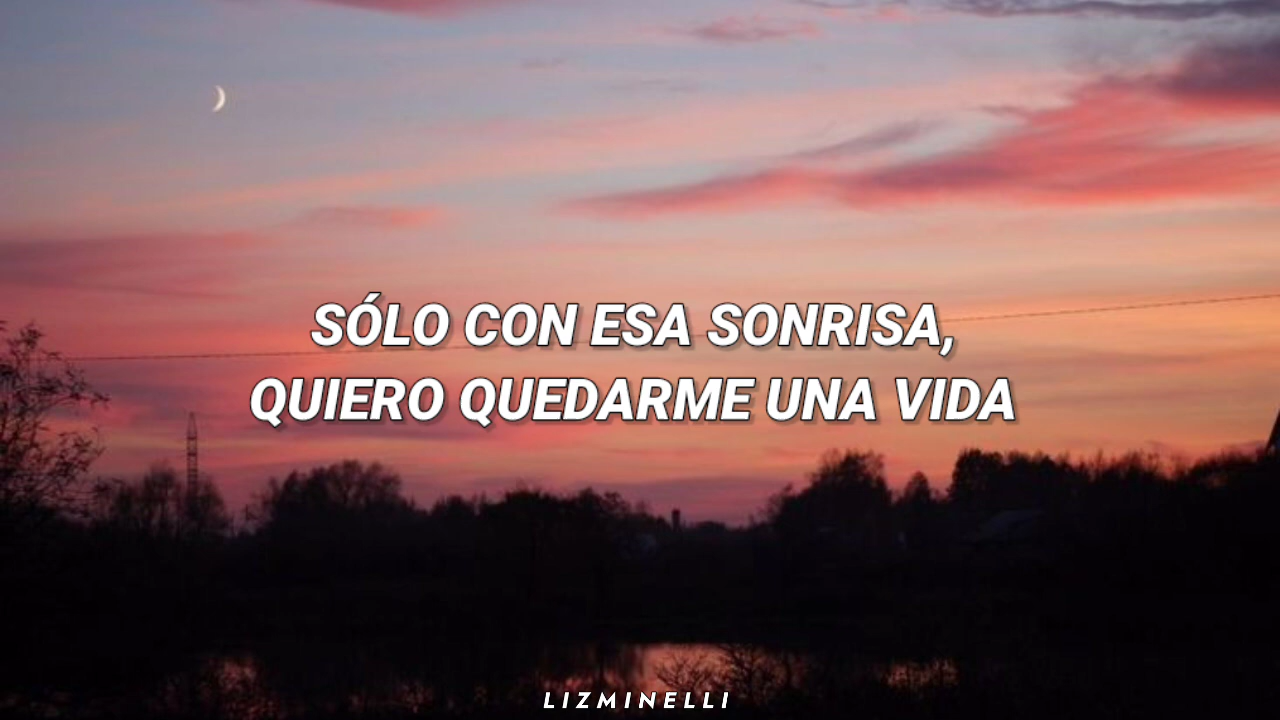 SÓLO CON ESA SONRISA,
QUIERO QUEDARME UNA VIDA
LIZMINELLI